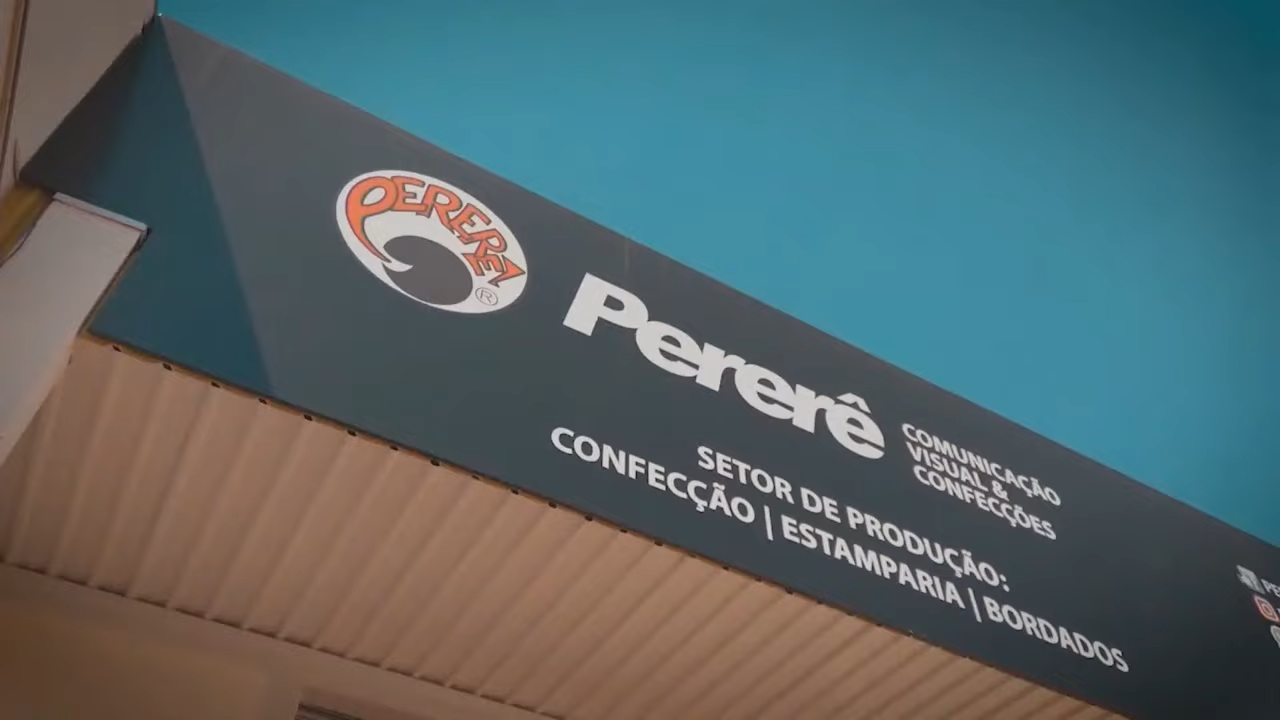 PERERÊ
®
Pererê
COMUNICAÇÃO
VISUAL &
CONFECÇÕES
SETOR DE PRODUÇÃO:
CONFECÇÃO | ESTAMPARIA | BORDADOS